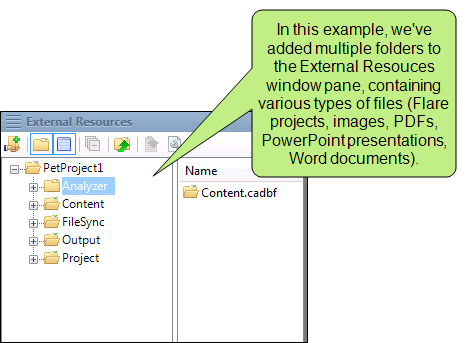 In this example, we've
added multiple folders to
the External Resouces
window pane, containing
various types of files (Flare
projects, images, PDFs,
PowerPoint presentations,
Word documents).
External Resources
PetProject1
Analyzer
Content
FileSync
Output
Project
Name
Content.cadbf